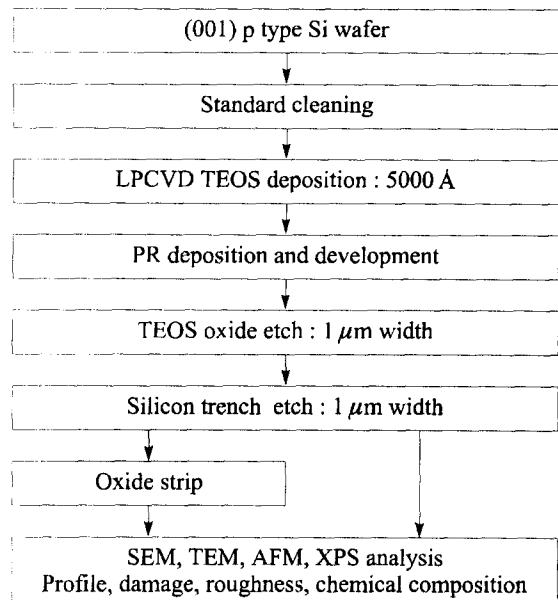 (001) p type Si wafer
Standard cleaning
LPCVD TEOS deposition : 5000 Å
PR deposition and development
TEOS oxide etch : 1 μm width
Silicon trench etch : 1 μm width
Oxide strip
SEM, TEM, AFM, XPS analysis
Profile, damage, roughness, chemical composition